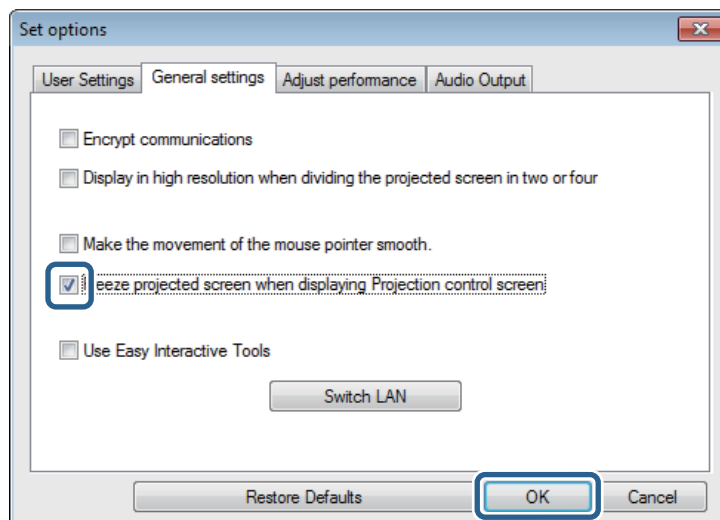 Set options
User Settings General settings Adjust performance Audio Output
Encrypt communications
Display in high resolution when dividing the projected screen in two or four
Make the movement of the mouse pointer smooth.
eeze projected screen when displaying Projection control screen
Use Easy Interactive Tools
Switch LAN
Restore Defaults OK Cancel